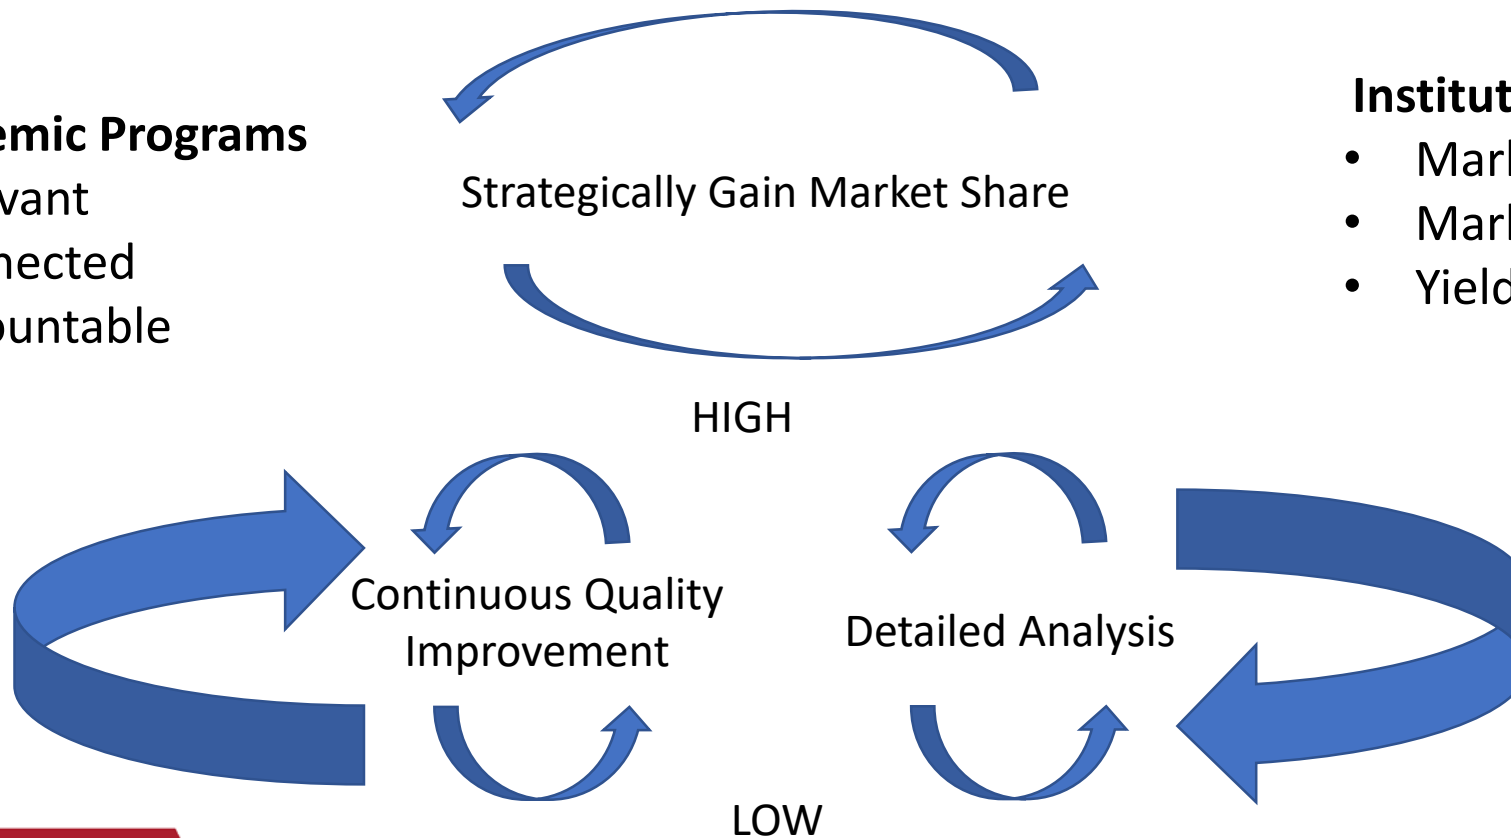 emic Programs
vant
nected
ountable
Strategically Gain Market Share
Institut
• Mar
• Mar
• Yield
HIGH
Continuous Quality
Improvement
Detailed Analysis
LOW